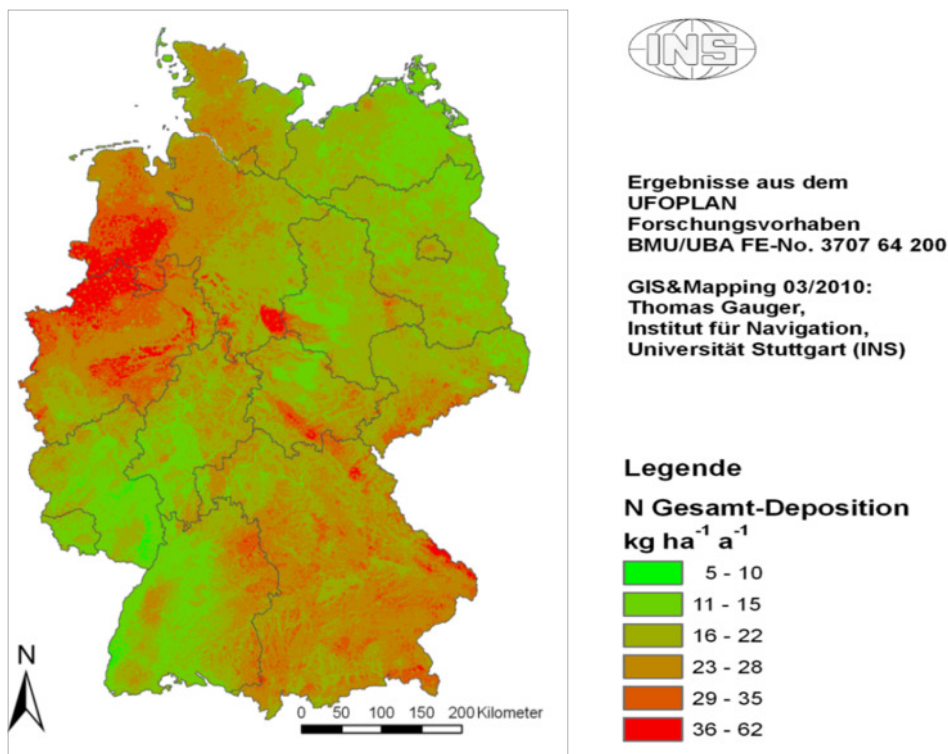 INS
Ergebnisse aus dem
UFOPLAN
Forschungsvorhaben
BMU/UBA FE-No. 3707 64 200
GIS&Mapping 03/2010:
Thomas Gauger,
Institut für Navigation,
Universität Stuttgart (INS)
Legende
N Gesamt-Deposition
kg ha⁻¹ a⁻¹
5 - 10
11 - 15
16 - 22
23 - 28
29 - 35
36 - 62
N
0 50 100 150 200 Kilometer